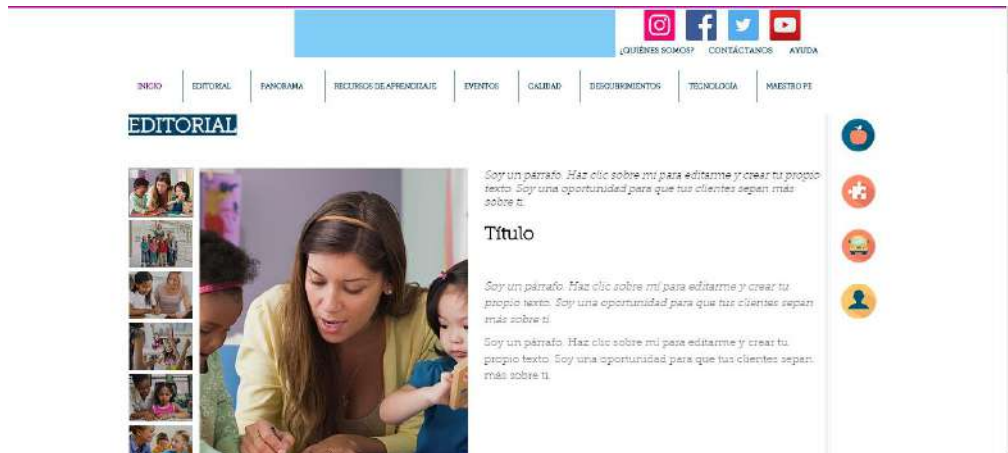 ¿QUIÉNES SOMOS? CONTÁCTANOS AYUDA
INICIO EDITORIAL PANORAMA RECURSOS DE APRENDIZAJE EVENTOS CALIDAD DESCUBRIMIENTOS TECNOLOGÍA MAESTRO PI
EDITORIAL
Soy un párrafo. Haz clic sobre mí para editarme y crear tu propio
texto. Soy una oportunidad para que tus clientes sepan más
sobre ti.
Título
Soy un párrafo. Haz clic sobre mí para editarme y crear tu
propio texto. Soy una oportunidad para que tus clientes sepan
más sobre ti.
Soy un párrafo. Haz clic sobre mí para editarme y crear tu
propio texto. Soy una oportunidad para que tus clientes sepan
más sobre ti.